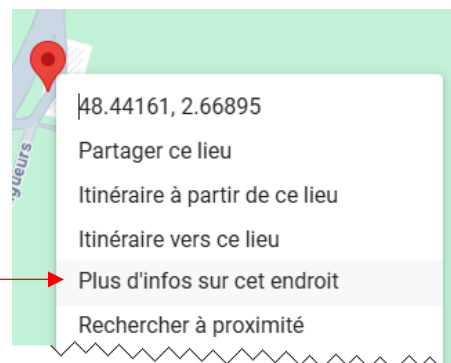 48.44161, 2.66895
Partager ce lieu
Itinéraire à partir de ce lieu
Itinéraire vers ce lieu
Plus d'infos sur cet endroit
Rechercher à proximité
gueurs